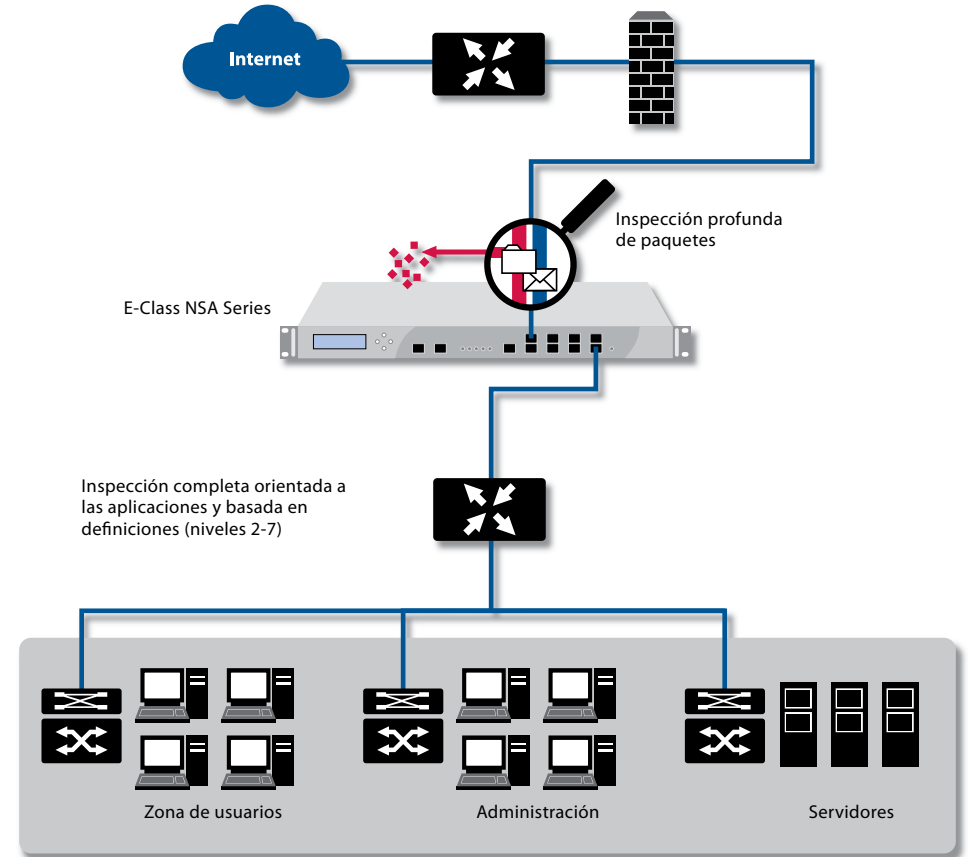 Internet
Inspección profunda
de paquetes
E-Class NSA Series
Inspección completa orientada a
las aplicaciones y basada en
definiciones (niveles 2-7)
Zona de usuarios
Administración
Servidores